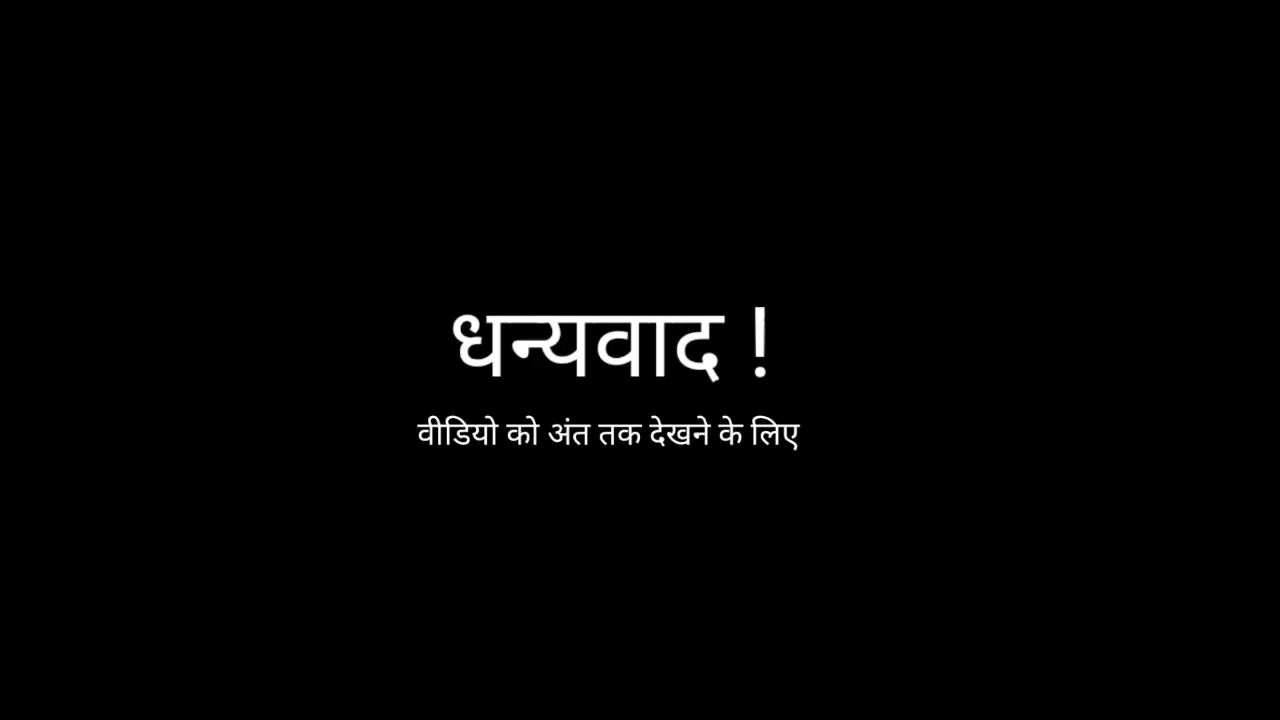 धन्यवाद !
वीडियो को अंत तक देखने के लिए